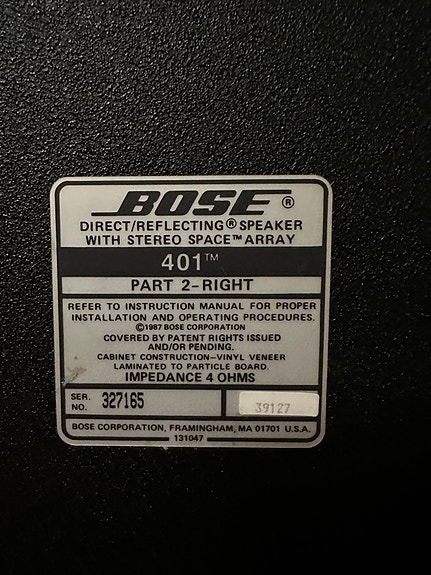 BOSE®
DIRECT/REFLECTING® SPEAKER
WITH STEREO SPACE™ ARRAY
401™
PART 2-RIGHT
REFER TO INSTRUCTION MANUAL FOR PROPER
INSTALLATION AND OPERATING PROCEDURES.
©1987 BOSE CORPORATION
COVERED BY PATENT RIGHTS ISSUED
AND/OR PENDING.
CABINET CONSTRUCTION-VINYL VENEER
LAMINATED TO PARTICLE BOARD.
IMPEDANCE 4 OHMS
SER. NO. 327165
39127
BOSE CORPORATION, FRAMINGHAM, MA 01701 U.S.A.
131047